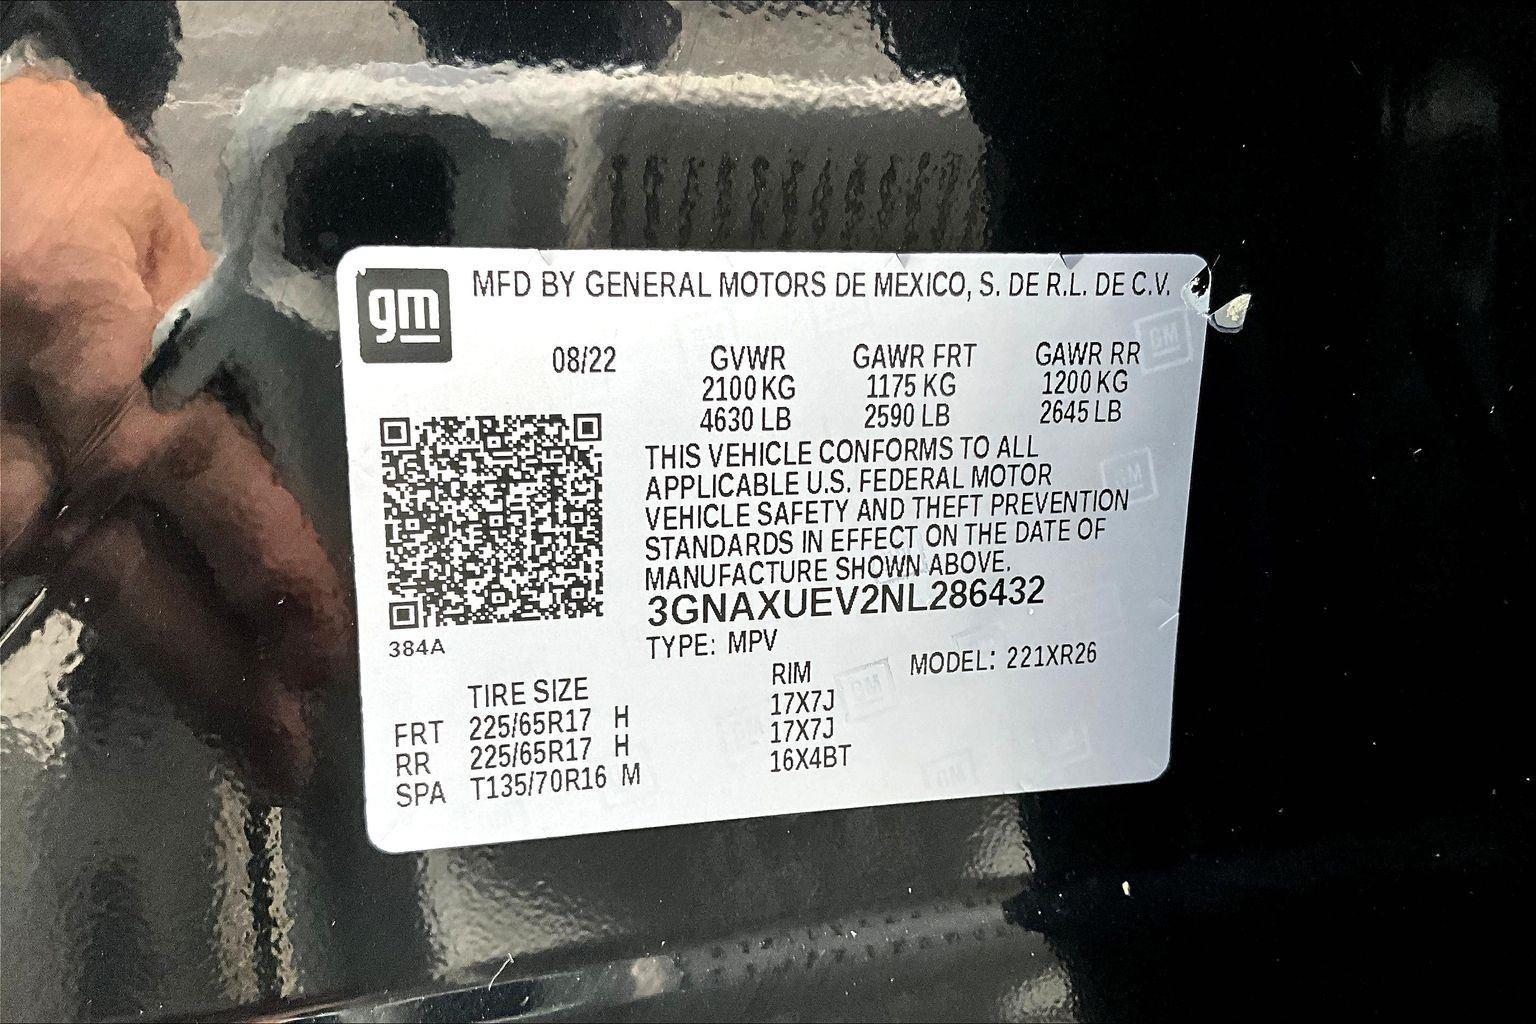 gm MFD BY GENERAL MOTORS DE MEXICO, S. DE R.L. DE C.V.
08/22 GVWR GAWR FRT GAWR RR
2100 KG 1175 KG 1200 KG
4630 LB 2590 LB 2645 LB
THIS VEHICLE CONFORMS TO ALL
APPLICABLE U.S. FEDERAL MOTOR
VEHICLE SAFETY AND THEFT PREVENTION
STANDARDS IN EFFECT ON THE DATE OF
MANUFACTURE SHOWN ABOVE.
3GNAXUEV2NL286432
384A
TYPE: MPV MODEL: 221XR26
TIRE SIZE RIM
FRT 225/65R17 H 17X7J
RR 225/65R17 H 17X7J
SPA T135/70R16 M 16X4BT